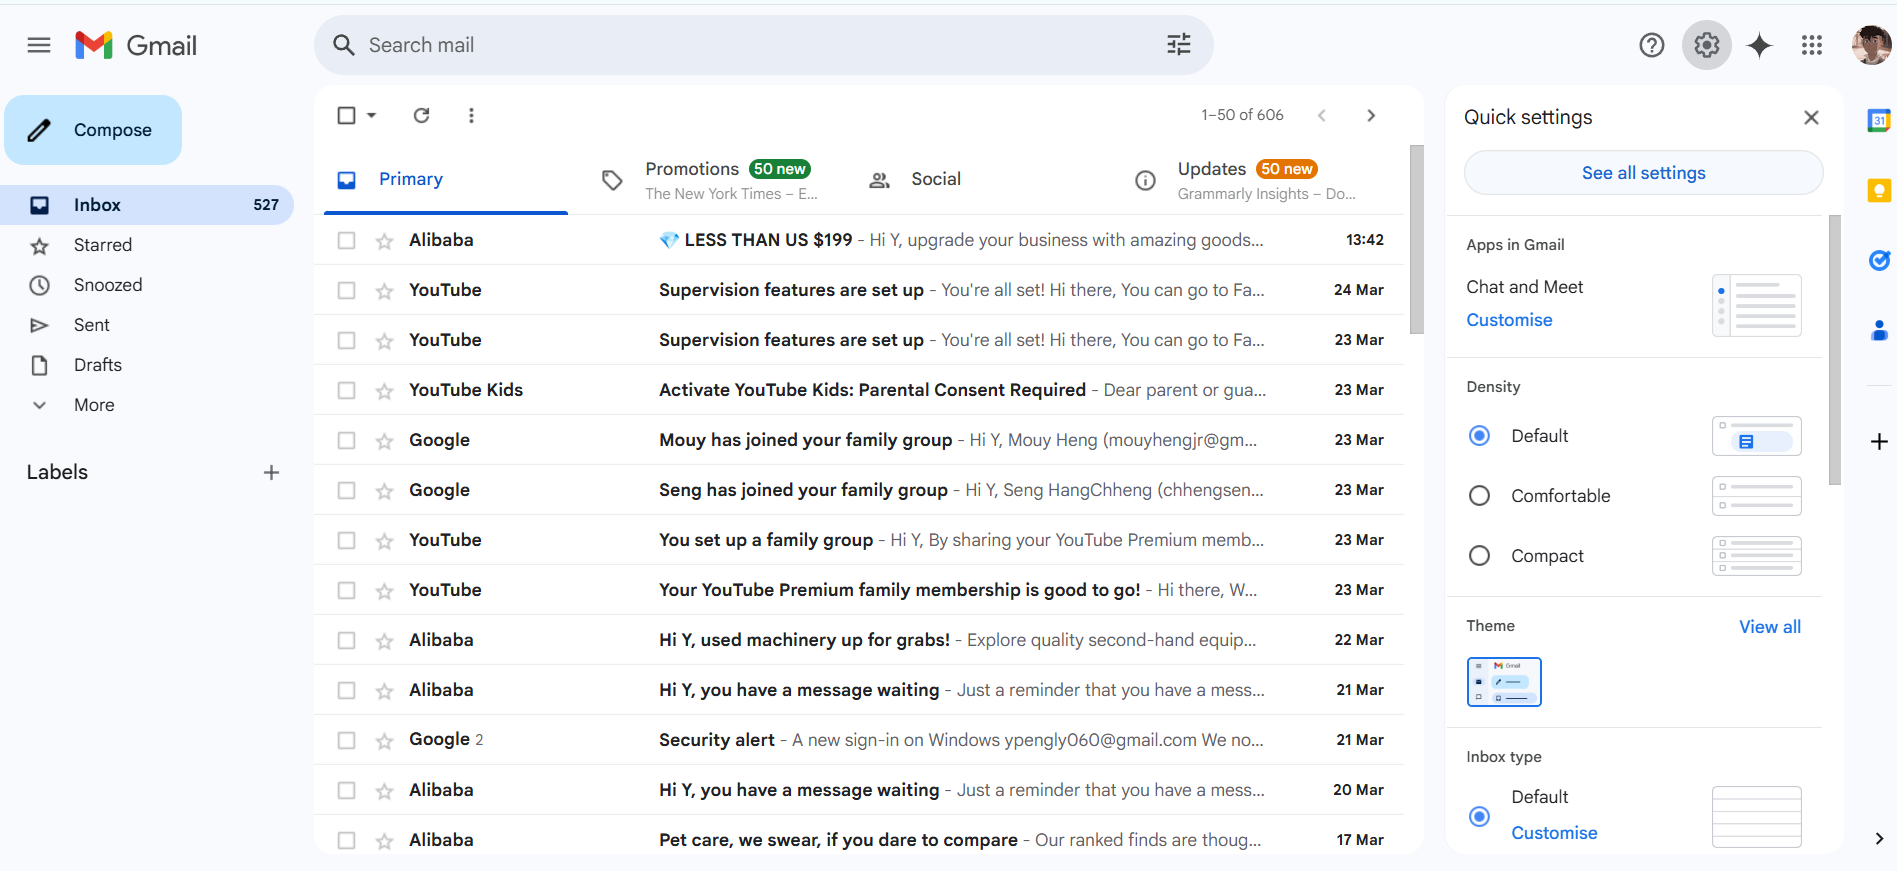 Gmail
Search mail
Compose
Inbox 527
Starred
Snoozed
Sent
Drafts
More
Labels
1–50 of 606
Primary
Promotions 50 new
The New York Times – E...
Social
Updates 50 new
Grammarly Insights – Do...
Alibaba 💎 LESS THAN US $199 - Hi Y, upgrade your business with amazing goods... 13:42
YouTube Supervision features are set up - You're all set! Hi there, You can go to Fa... 24 Mar
YouTube Supervision features are set up - You're all set! Hi there, You can go to Fa... 23 Mar
YouTube Kids Activate YouTube Kids: Parental Consent Required - Dear parent or gua... 23 Mar
Google Mouy has joined your family group - Hi Y, Mouy Heng (mouyhengjr@gm... 23 Mar
Google Seng has joined your family group - Hi Y, Seng HangChheng (chhengsen... 23 Mar
YouTube You set up a family group - Hi Y, By sharing your YouTube Premium memb... 23 Mar
YouTube Your YouTube Premium family membership is good to go! - Hi there, W... 23 Mar
Alibaba Hi Y, used machinery up for grabs! - Explore quality second-hand equip... 22 Mar
Alibaba Hi Y, you have a message waiting - Just a reminder that you have a mess... 21 Mar
Google 2 Security alert - A new sign-in on Windows ypengly060@gmail.com We no... 21 Mar
Alibaba Hi Y, you have a message waiting - Just a reminder that you have a mess... 20 Mar
Alibaba Pet care, we swear, if you dare to compare - Our ranked finds are thoug... 17 Mar
Quick settings
See all settings
Apps in Gmail
Chat and Meet
Customise
Density
Default
Comfortable
Compact
Theme View all
Gmail
Inbox type
Default
Customise
31